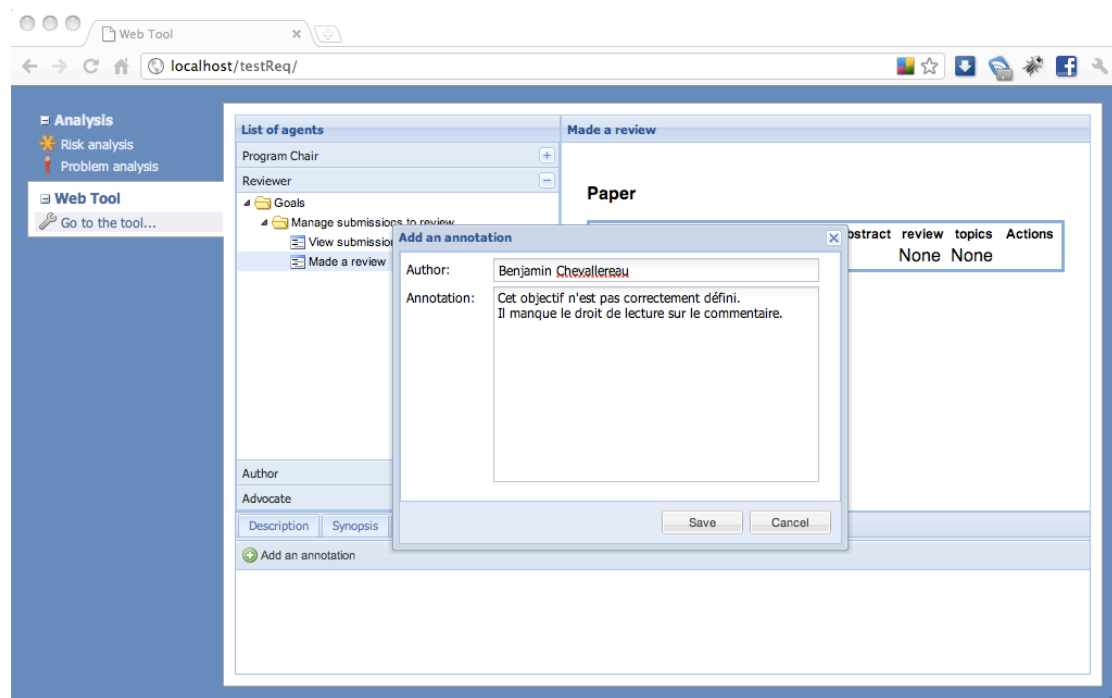 Web Tool
localhost/testReq/
Analysis
Risk analysis
Problem analysis
Web Tool
Go to the tool...
List of agents
Program Chair
Reviewer
Goals
Manage submissions to review
View submission
Made a review
Author
Advocate
Made a review
Paper
review topics Actions
None None
Add an annotation
Author: Benjamin Chevallereau
Annotation: Cet objectif n'est pas correctement défini.
Il manque le droit de lecture sur le commentaire.
Save Cancel
Description Synopsis
Add an annotation